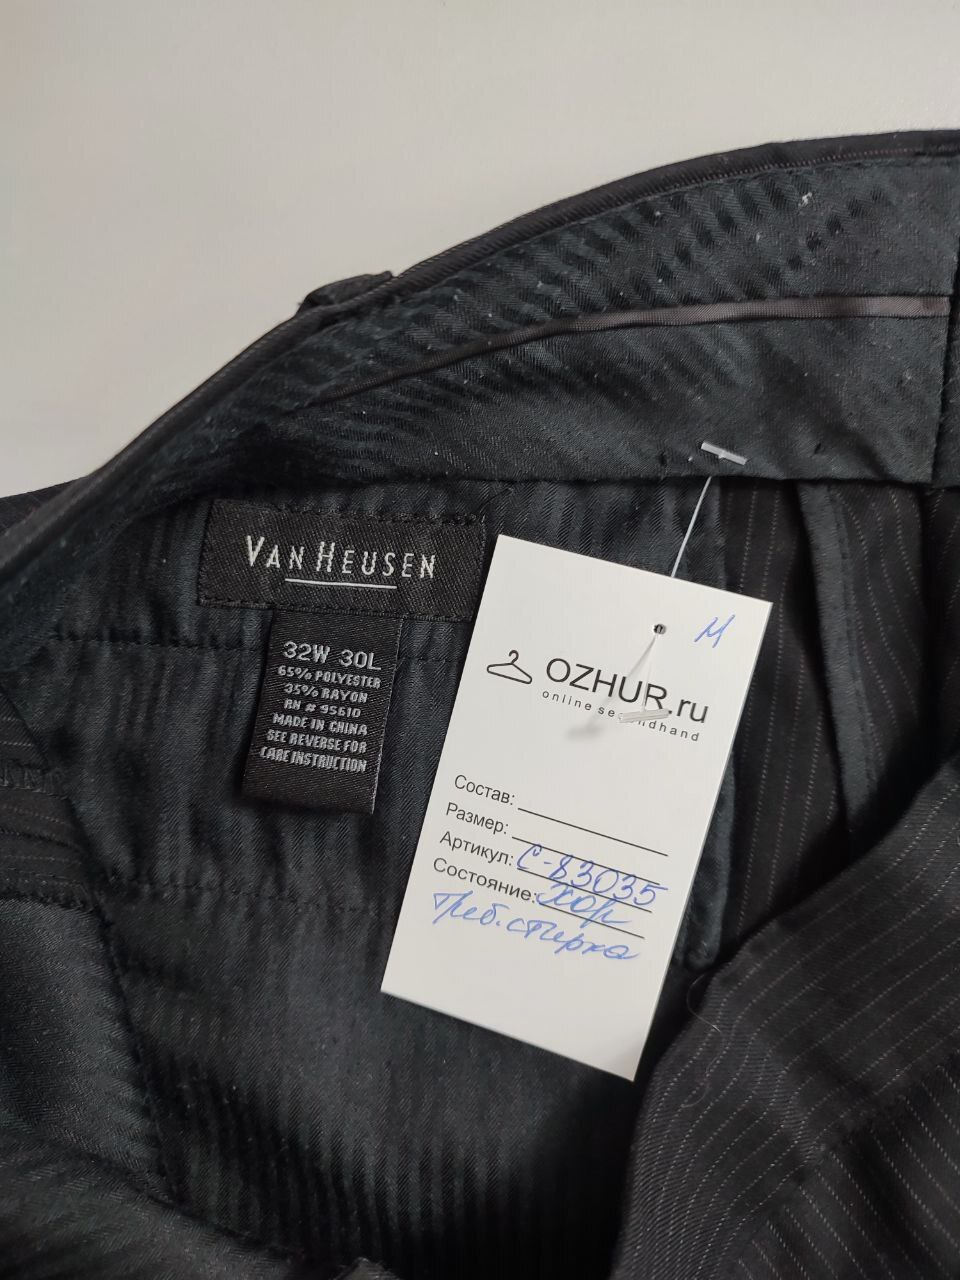 VAN HEUSEN
32W 30L
65% POLYESTER
35% RAYON
RN # 95610
MADE IN CHINA
SEE REVERSE FOR
CARE INSTRUCTION
М
OZHUR.ru
online secondhand
Состав:
Размер:
Артикул: С-83035
Состояние: хор
Треб. стирка